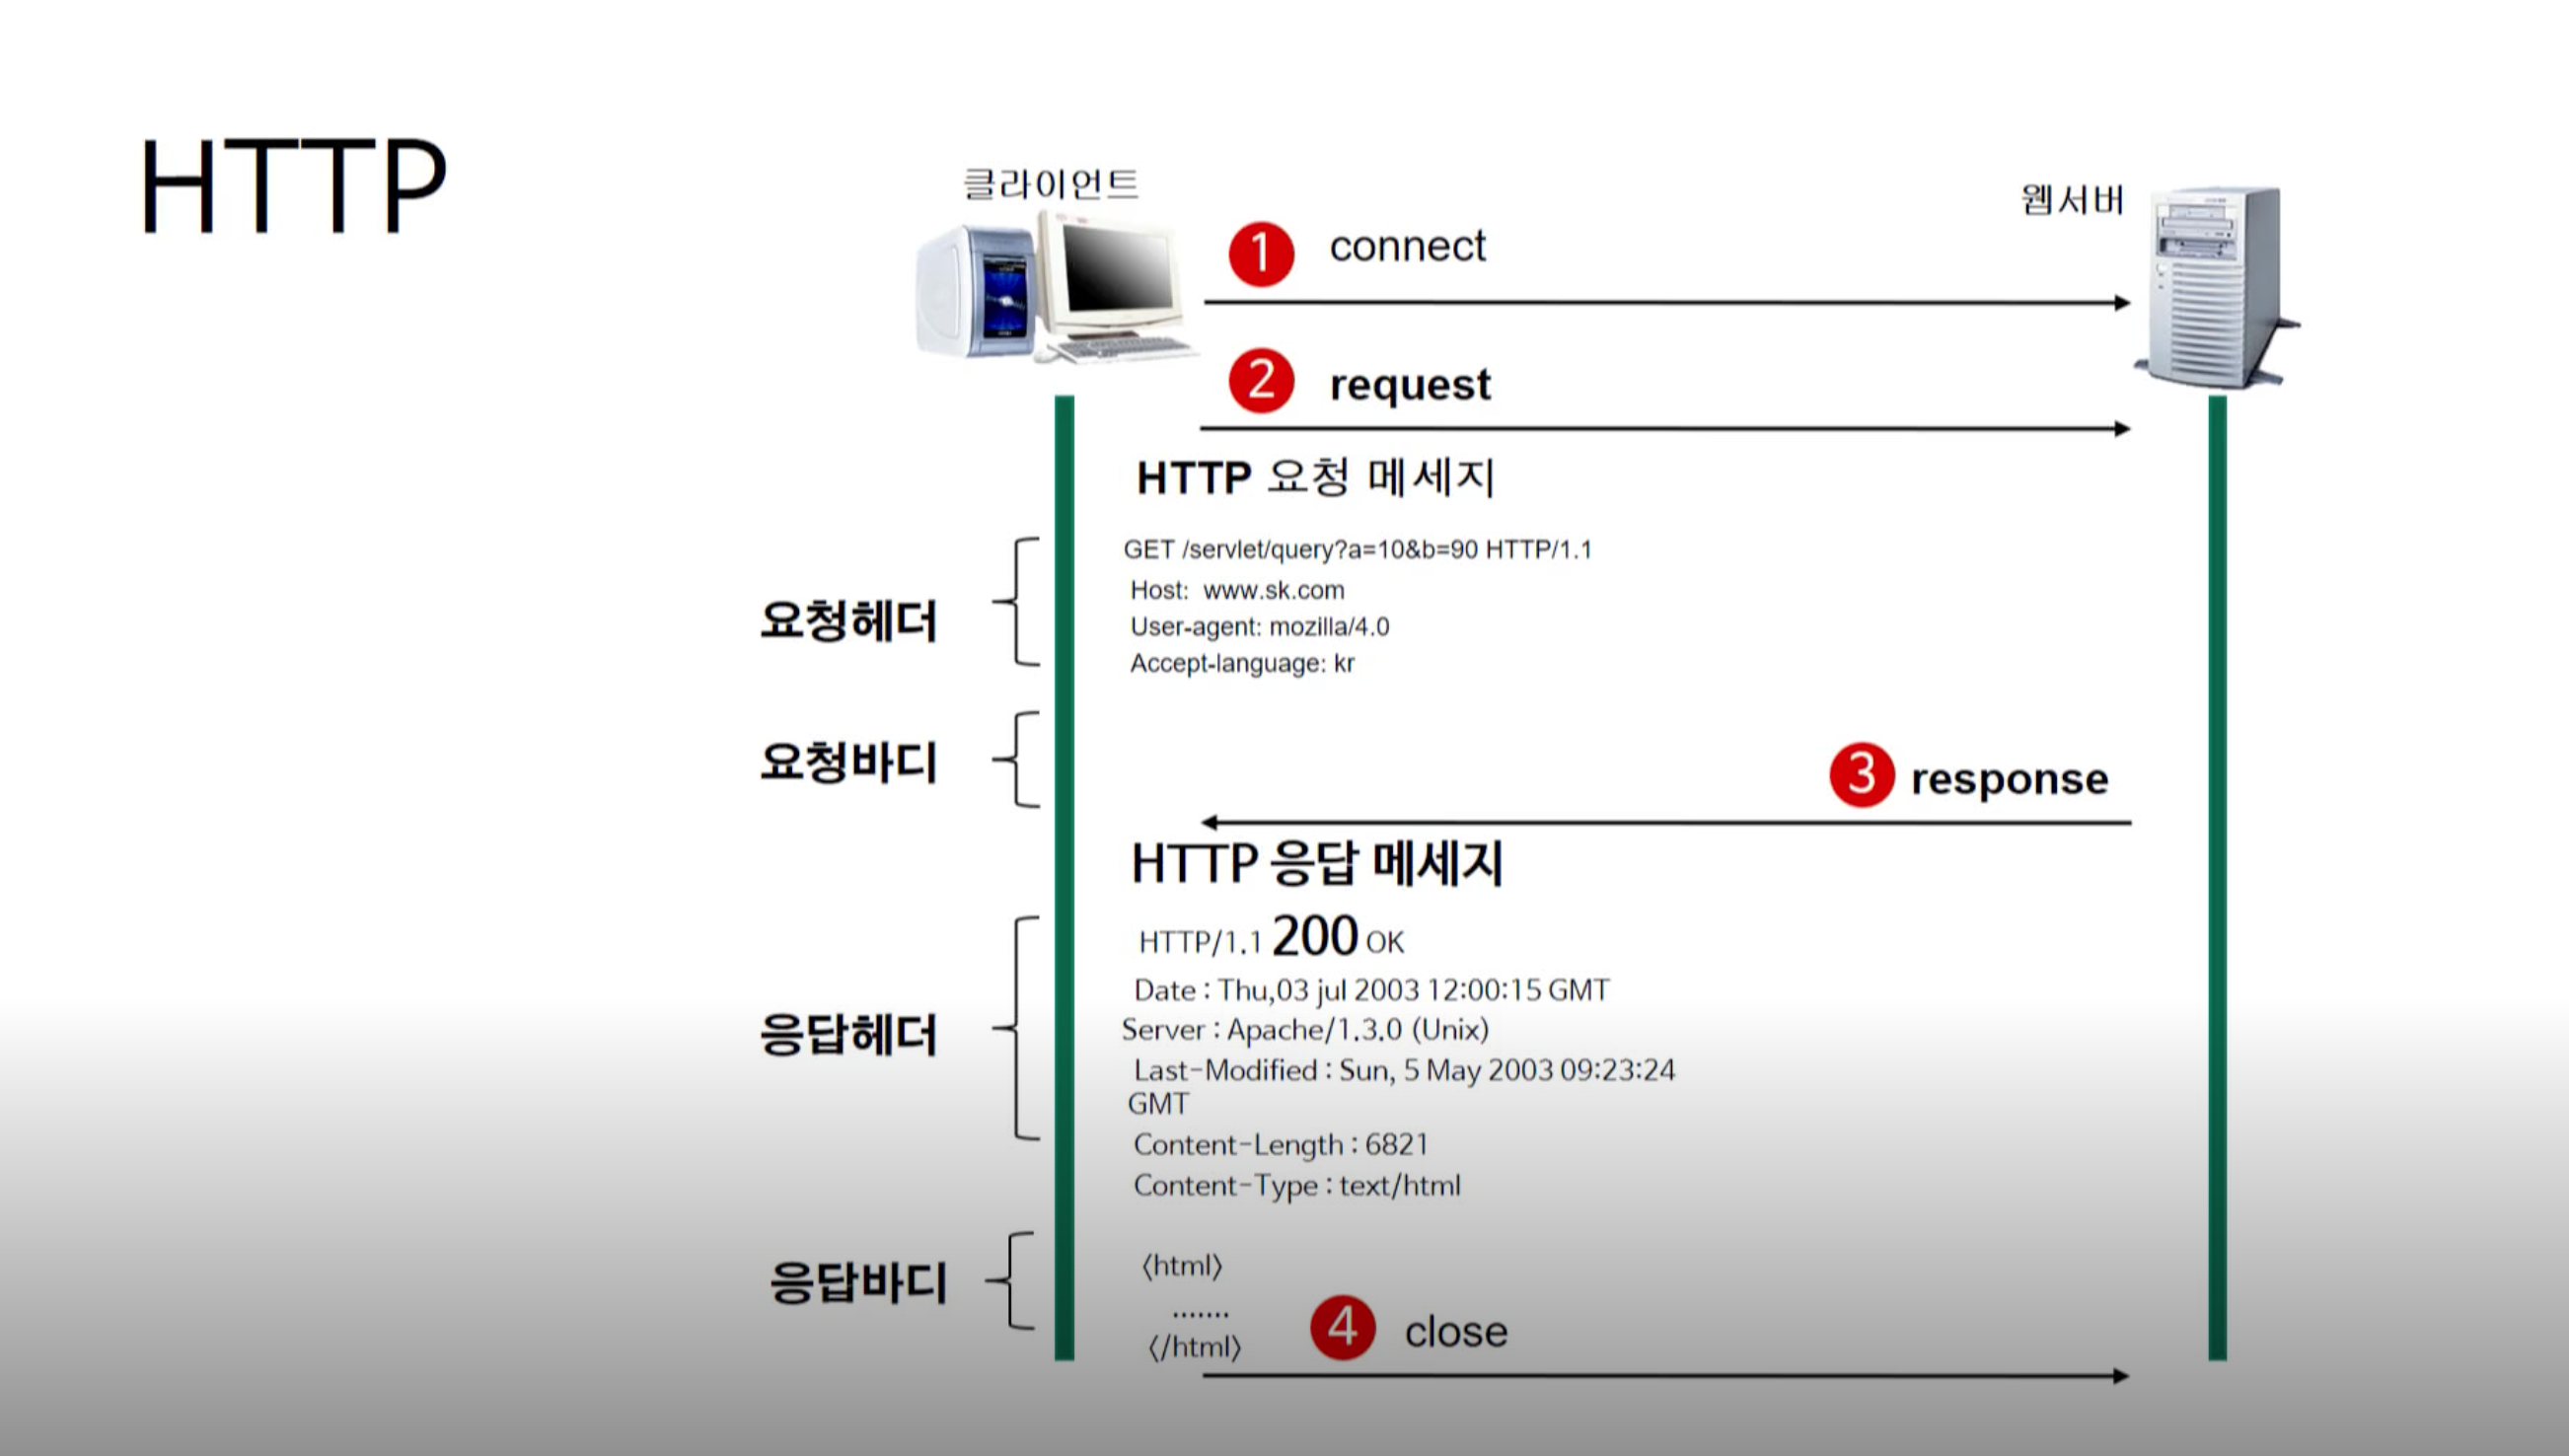 HTTP
클라이언트
웹서버
1 connect
2 request
HTTP 요청 메세지
GET /servlet/query?a=10&b=90 HTTP/1.1
Host: www.sk.com
User-agent: mozilla/4.0
Accept-language: kr
요청헤더
요청바디
3 response
HTTP 응답 메세지
HTTP/1.1 200 OK
Date : Thu,03 jul 2003 12:00:15 GMT
Server : Apache/1.3.0 (Unix)
Last-Modified : Sun, 5 May 2003 09:23:24
GMT
Content-Length : 6821
Content-Type : text/html
응답헤더
응답바디
〈html〉
.......
〈/html〉
4 close